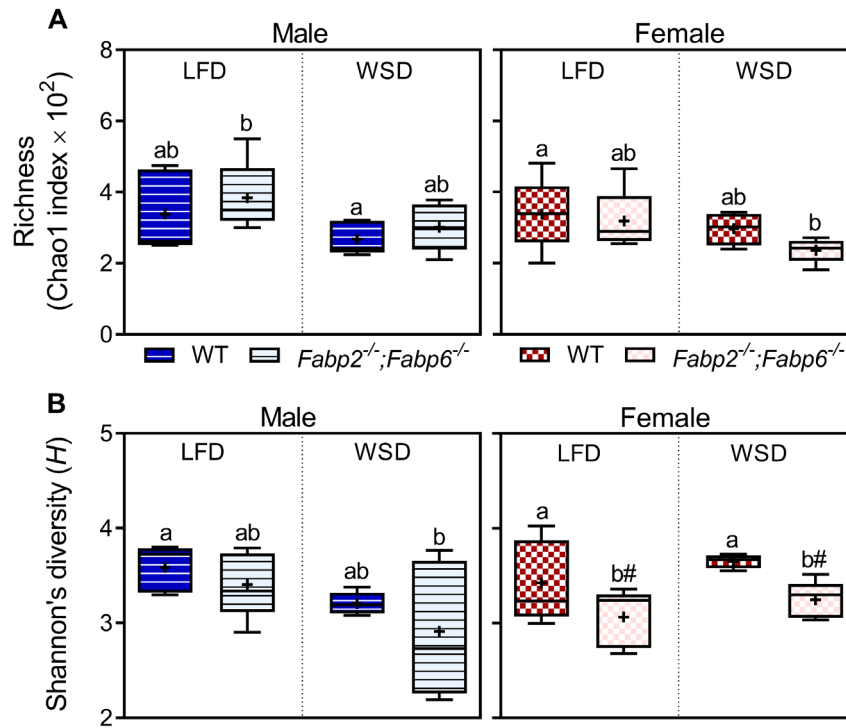 A
Male Female
Richness
(Chao1 index × 10²)
8
6
4
2
0
LFD WSD LFD WSD
ab b a ab a ab ab b
WT Fabp2⁻/⁻;Fabp6⁻/⁻ WT Fabp2⁻/⁻;Fabp6⁻/⁻
B
Male Female
Shannon's diversity (H)
5
4
3
2
LFD WSD LFD WSD
a ab ab b a b# a b#